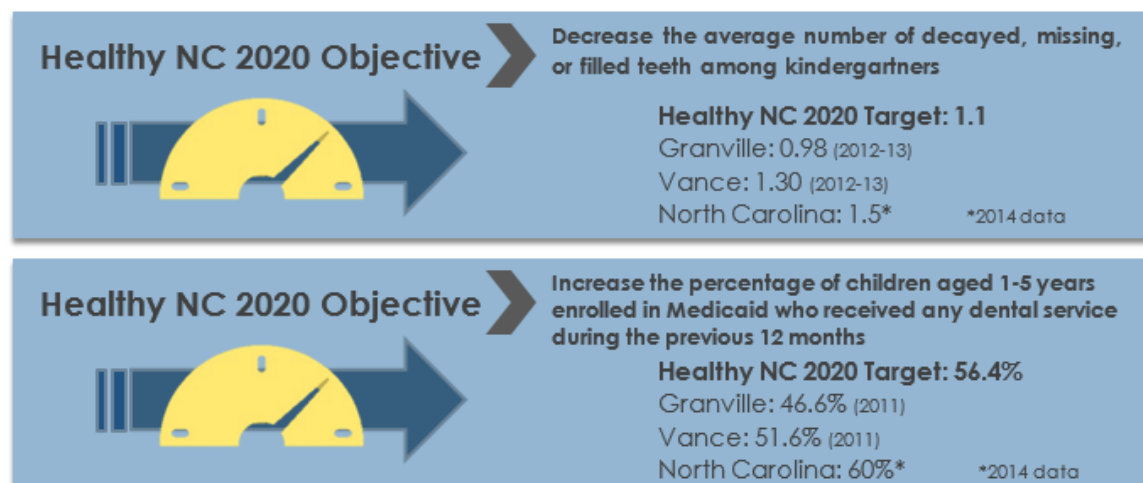 Healthy NC 2020 Objective
Decrease the average number of decayed, missing,
or filled teeth among kindergartners
Healthy NC 2020 Target: 1.1
Granville: 0.98 (2012-13)
Vance: 1.30 (2012-13)
North Carolina: 1.5* *2014 data
Healthy NC 2020 Objective
Increase the percentage of children aged 1-5 years
enrolled in Medicaid who received any dental service
during the previous 12 months
Healthy NC 2020 Target: 56.4%
Granville: 46.6% (2011)
Vance: 51.6% (2011)
North Carolina: 60%* *2014 data